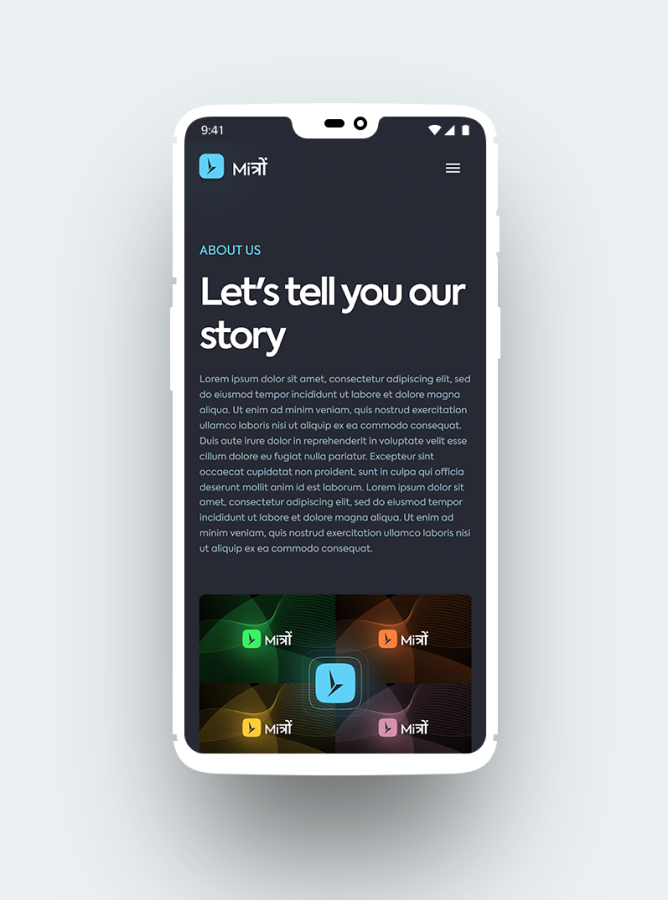 9:41
Miत्रों
ABOUT US
Let's tell you our
story
Lorem ipsum dolor sit amet, consectetur adipiscing elit, sed
do eiusmod tempor incididunt ut labore et dolore magna
aliqua. Ut enim ad minim veniam, quis nostrud exercitation
ullamco laboris nisi ut aliquip ex ea commodo consequat.
Duis aute irure dolor in reprehenderit in voluptate velit esse
cillum dolore eu fugiat nulla pariatur. Excepteur sint
occaecat cupidatat non proident, sunt in culpa qui officia
deserunt mollit anim id est laborum. Lorem ipsum dolor sit
amet, consectetur adipiscing elit, sed do eiusmod tempor
incididunt ut labore et dolore magna aliqua. Ut enim ad
minim veniam, quis nostrud exercitation ullamco laboris nisi
ut aliquip ex ea commodo consequat.
Miत्रों
Miत्रों
Miत्रों
Miत्रों